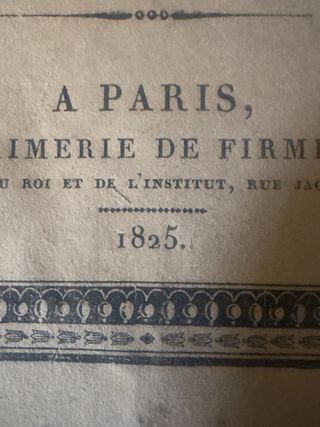 A PARIS,
IMERIE DE FIRM
U ROI ET DE L'INSTITUT, RUE JAC
1825.